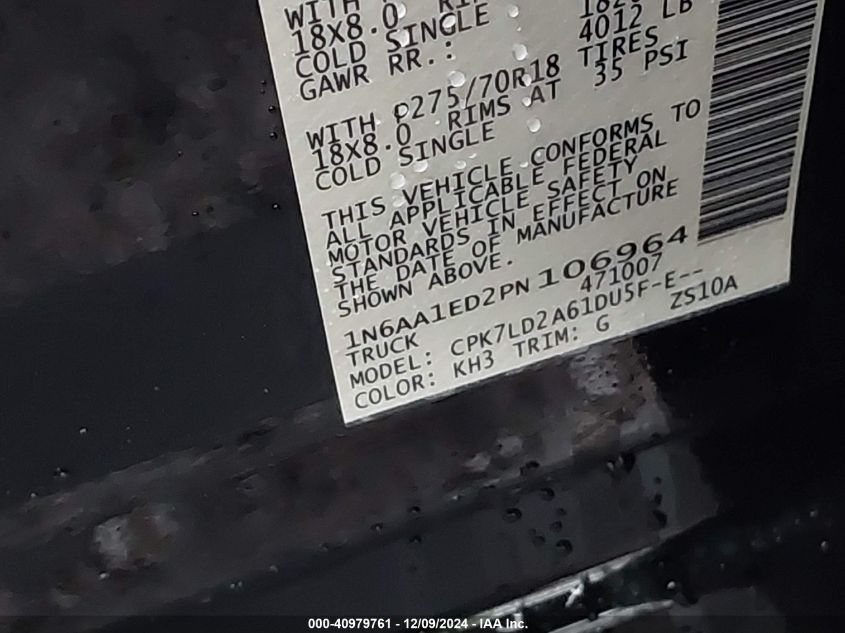 WITH
18X8.0
COLD SINGLE
GAWR RR.: 4012 LB
WITH P275/70R18 TIRES
18X8.0 RIMS AT 35 PSI
COLD SINGLE
THIS VEHICLE CONFORMS TO
ALL APPLICABLE FEDERAL
MOTOR VEHICLE SAFETY
STANDARDS IN EFFECT ON
THE DATE OF MANUFACTURE
SHOWN ABOVE.
1N6AA1ED2PN106964
TRUCK 471007
MODEL: CPK7LD2A61DU5F-E--
COLOR: KH3 TRIM: G ZS10A
000-40979761 - 12/09/2024 - IAA Inc.